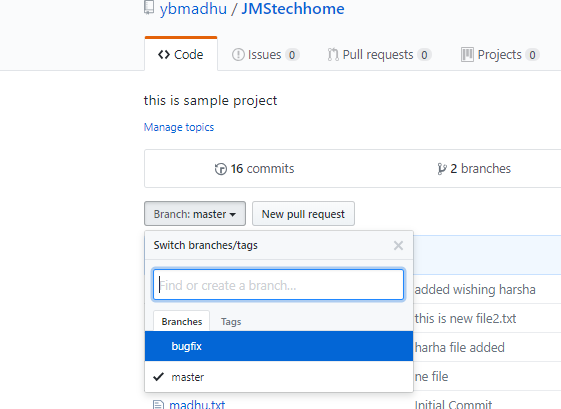 ybmadhu / JMStechhome
Code Issues 0 Pull requests 0 Projects 0
this is sample project
Manage topics
16 commits 2 branches
Branch: master New pull request
Switch branches/tags
Find or create a branch...
added wishing harsha
Branches Tags this is new file2.txt
bugfix harha file added
master ne file
madhu.txt Initial Commit